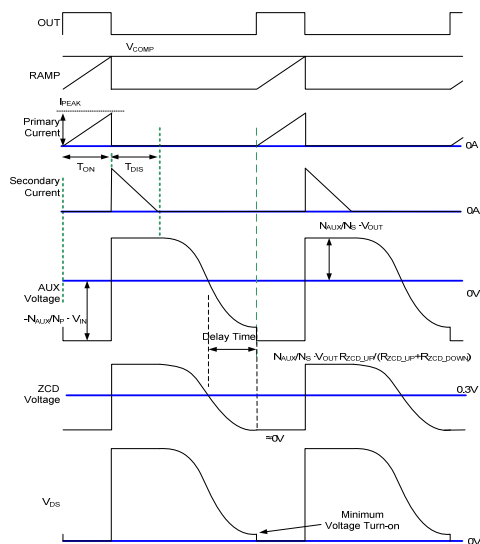 OUT
VCOMP
RAMP
IPEAK
Primary
Current
0A
TON
TDIS
Secondary
Current
0A
NAUX/NS ·VOUT
AUX
Voltage
0V
-NAUX/NP · VIN
Delay Time
NAUX/NS ·VOUT RZCD_UP/(RZCD_UP+RZCD_DOWN)
ZCD
Voltage
0.3V
≈0V
VDS
Minimum
Voltage Turn-on
0V